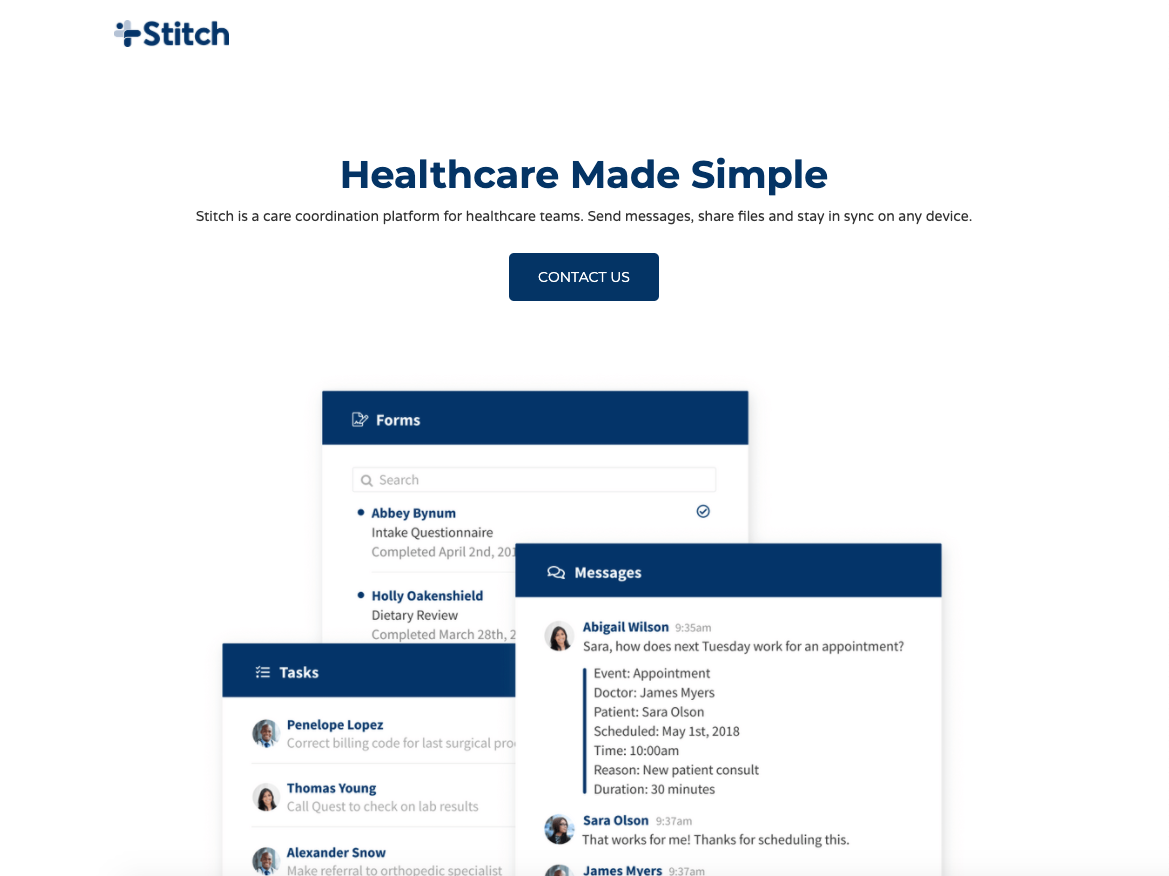 Stitch
Healthcare Made Simple
Stitch is a care coordination platform for healthcare teams. Send messages, share files and stay in sync on any device.
CONTACT US
Forms
Search
Abbey Bynum
Intake Questionnaire
Completed April 2nd,
Holly Oakenshield
Dietary Review
Completed March 28th,
Tasks
Penelope Lopez
Correct billing code for last surgical
Thomas Young
Call Quest to check on lab results
Alexander Snow
Make referral to orthopedic specialist
Messages
Abigail Wilson 9:35am
Sara, how does next Tuesday work for an appointment?
Event: Appointment
Doctor: James Myers
Patient: Sara Olson
Scheduled: May 1st, 2018
Time: 10:00am
Reason: New patient consult
Duration: 30 minutes
Sara Olson 9:37am
That works for me! Thanks for scheduling this.
James Myers 9:37am